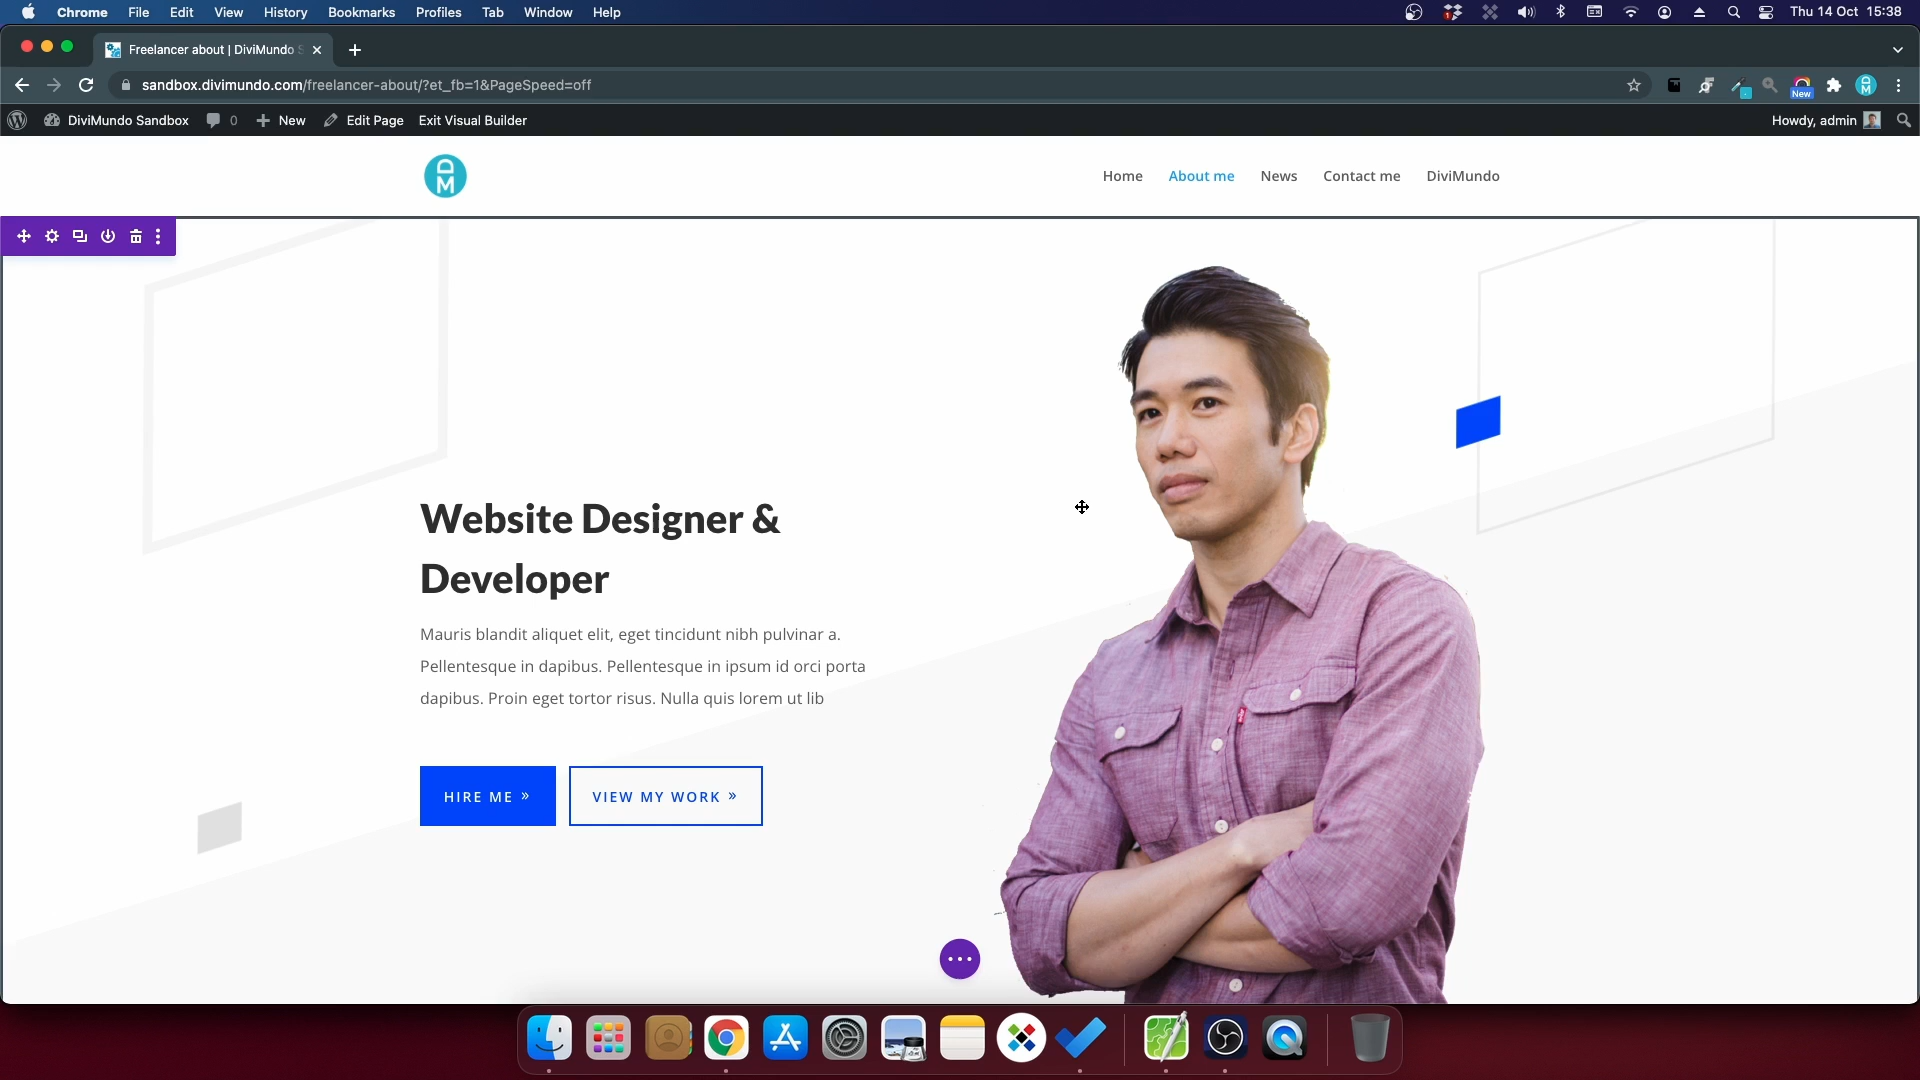 Chrome File Edit View History Bookmarks Profiles Tab Window Help
1
Thu 14 Oct 15:38
Freelancer about | DiviMundo S
sandbox.divimundo.com/freelancer-about/?et_fb=1&PageSpeed=off
New
DiviMundo Sandbox 0 New Edit Page Exit Visual Builder
Howdy, admin
DM
Home About me News Contact me DiviMundo
Website Designer &
Developer
Mauris blandit aliquet elit, eget tincidunt nibh pulvinar a.
Pellentesque in dapibus. Pellentesque in ipsum id orci porta
dapibus. Proin eget tortor risus. Nulla quis lorem ut lib
HIRE ME »
VIEW MY WORK »